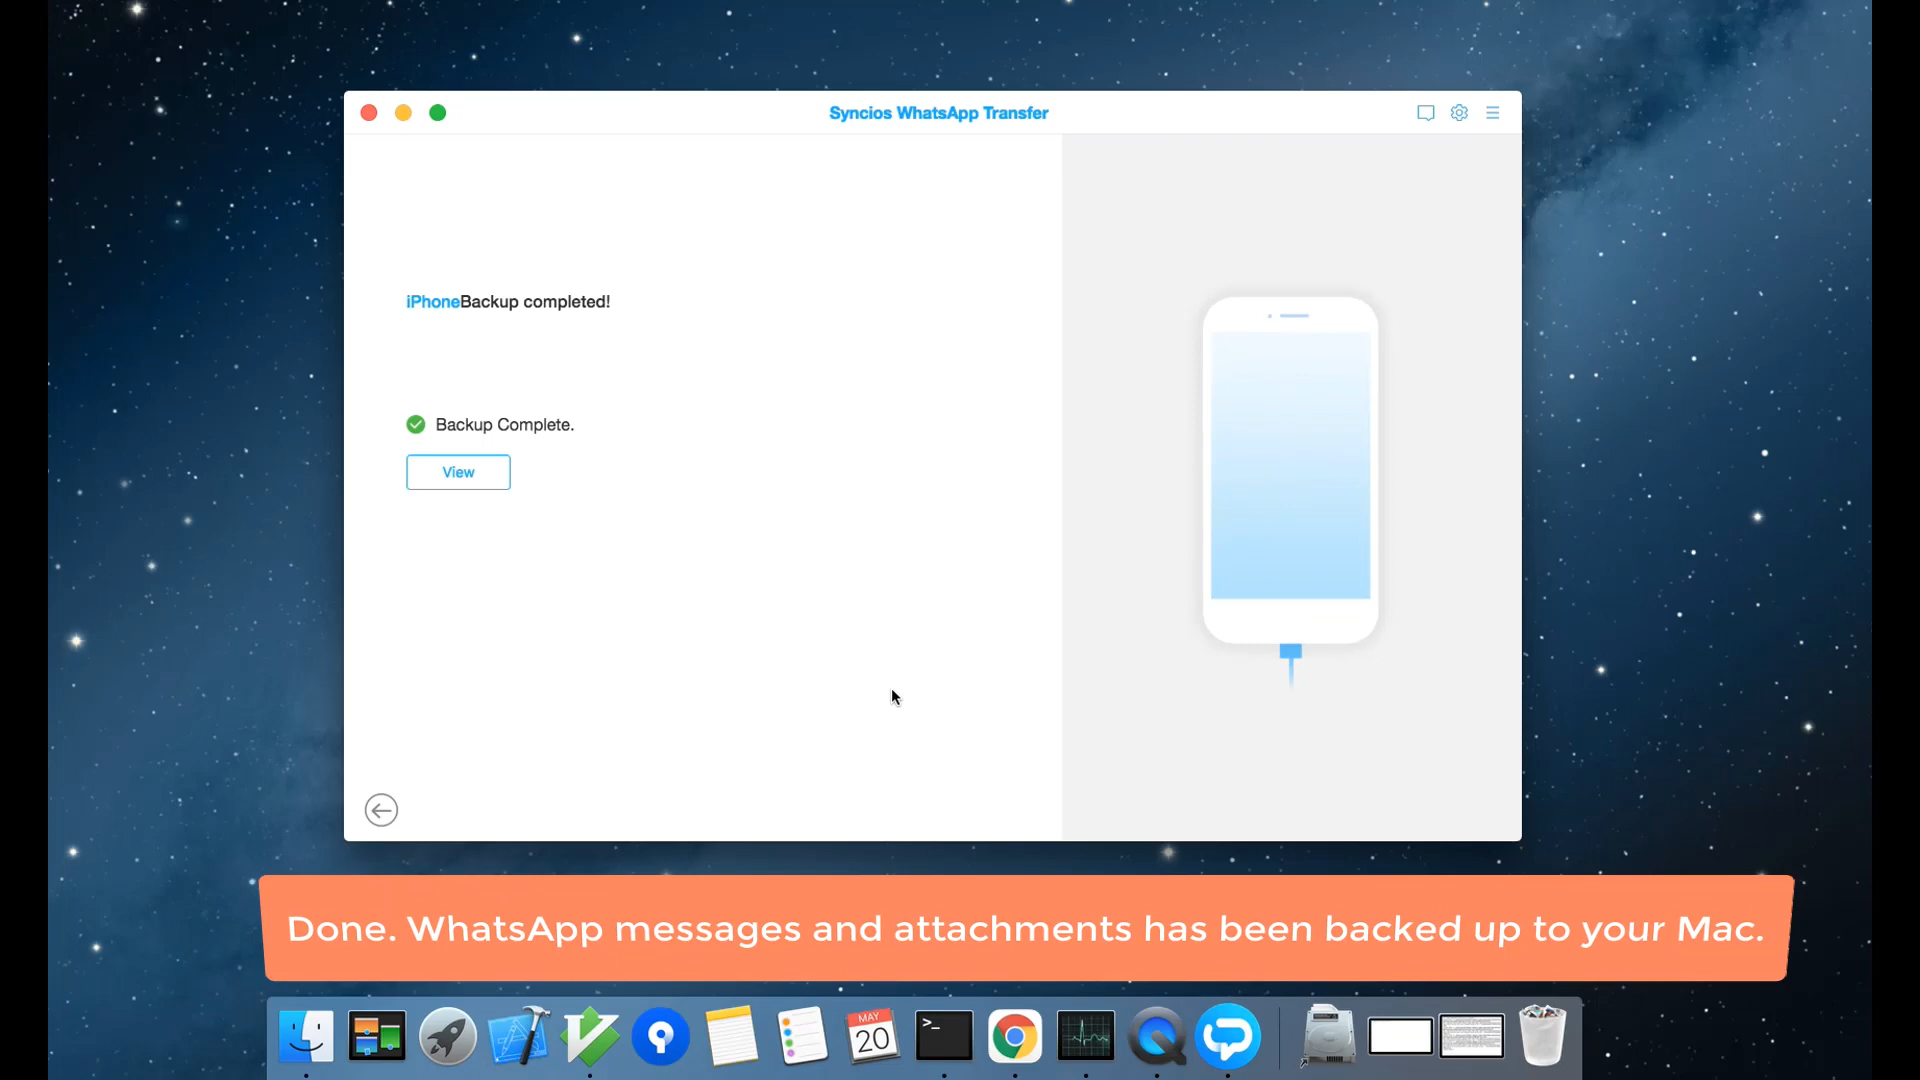 Syncios WhatsApp Transfer
iPhoneBackup completed!
Backup Complete.
View
Done. WhatsApp messages and attachments has been backed up to your Mac.
MAY
20
>_